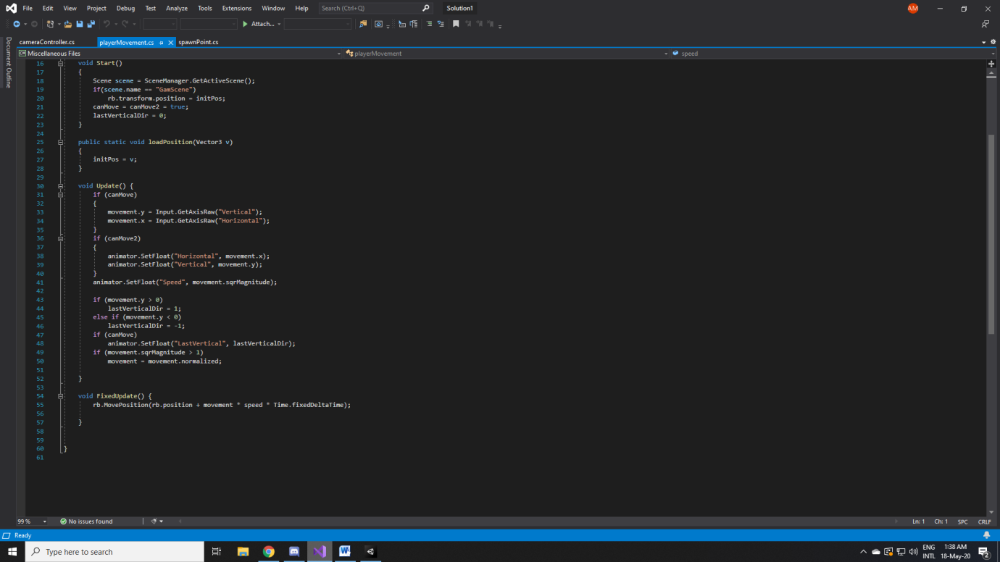 File Edit View Project Debug Test Analyze Tools Extensions Window Help Search (Ctrl+Q) Solution1 AM
Attach...
Document Outline
cameraController.cs playerMovement.cs spawnPoint.cs
C# Miscellaneous Files playerMovement speed
16 void Start()
17 {
18 Scene scene = SceneManager.GetActiveScene();
19 if(scene.name == "GamScene")
20 rb.transform.position = initPos;
21 canMove = canMove2 = true;
22 lastVerticalDir = 0;
23 }
24
25 public static void loadPosition(Vector3 v)
26 {
27 initPos = v;
28 }
29
30 void Update() {
31 if (canMove)
32 {
33 movement.y = Input.GetAxisRaw("Vertical");
34 movement.x = Input.GetAxisRaw("Horizontal");
35 }
36 if (canMove2)
37 {
38 animator.SetFloat("Horizontal", movement.x);
39 animator.SetFloat("Vertical", movement.y);
40 }
41 animator.SetFloat("Speed", movement.sqrMagnitude);
42
43 if (movement.y > 0)
44 lastVerticalDir = 1;
45 else if (movement.y < 0)
46 lastVerticalDir = -1;
47 if (canMove)
48 animator.SetFloat("LastVertical", lastVerticalDir);
49 if (movement.sqrMagnitude > 1)
50 movement = movement.normalized;
51
52 }
53
54 void FixedUpdate() {
55 rb.MovePosition(rb.position + movement * speed * Time.fixedDeltaTime);
56
57 }
58
59
60 }
61
99 % No issues found Ln: 1 Ch: 1 SPC CRLF
Ready
Type here to search ENG 1:38 AM
INTL 18-May-20 2